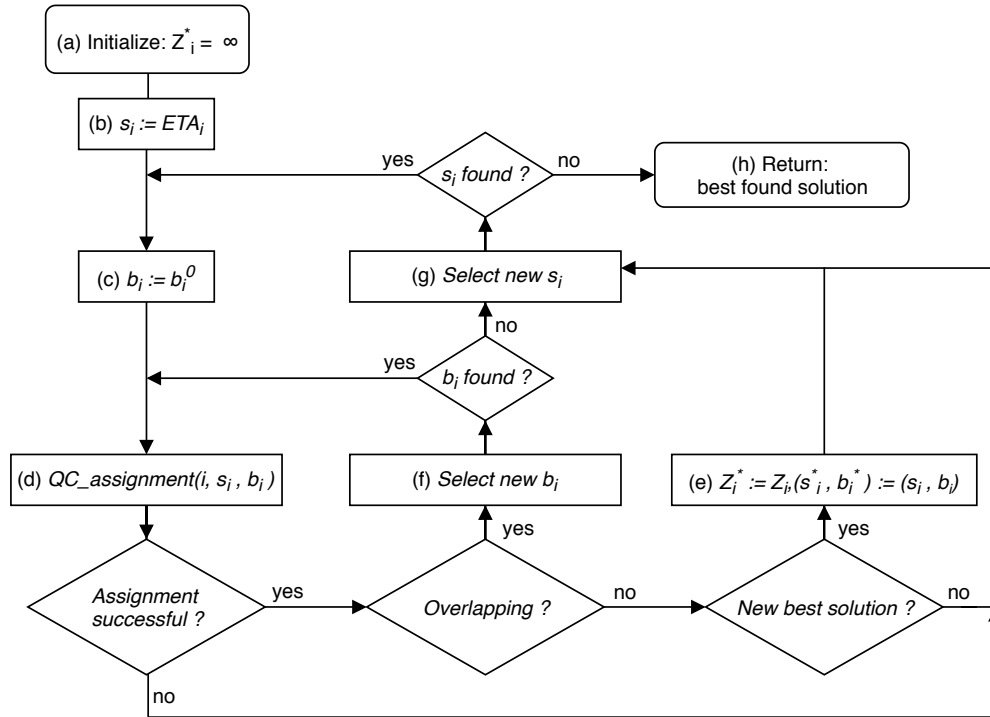 (a) Initialize: Z*i = ∞
(b) si := ETAi
yes
si found ?
no
(h) Return:
best found solution
(c) bi := bi0
(g) Select new si
no
yes
bi found ?
(d) QC_assignment(i, si , bi )
(f) Select new bi
(e) Zi* := Zi,(s*i , bi* ) := (si , bi)
yes
yes
Assignment
successful ?
yes
Overlapping ?
no
New best solution ?
no
no